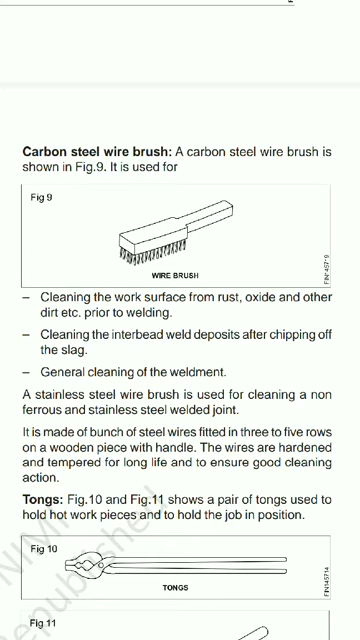 Carbon steel wire brush: A carbon steel wire brush is
shown in Fig.9. It is used for
Fig 9
WIRE BRUSH
FIN145719
– Cleaning the work surface from rust, oxide and other
dirt etc. prior to welding.
– Cleaning the interbead weld deposits after chipping off
the slag.
– General cleaning of the weldment.
A stainless steel wire brush is used for cleaning a non
ferrous and stainless steel welded joint.
It is made of bunch of steel wires fitted in three to five rows
on a wooden piece with handle. The wires are hardened
and tempered for long life and to ensure good cleaning
action.
Tongs: Fig.10 and Fig.11 shows a pair of tongs used to
hold hot work pieces and to hold the job in position.
Fig 10
TONGS
FIN145714
Fig.11